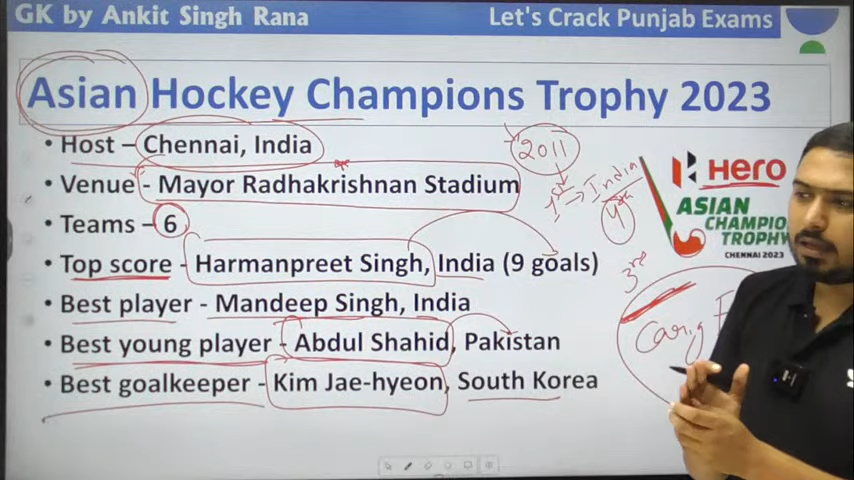 GK by Ankit Singh Rana
Let's Crack Punjab Exams
Asian Hockey Champions Trophy 2023
• Host – Chennai, India
• Venue - Mayor Radhakrishnan Stadium
• Teams – 6
• Top score - Harmanpreet Singh, India (9 goals)
• Best player - Mandeep Singh, India
• Best young player - Abdul Shahid, Pakistan
• Best goalkeeper - Kim Jae-hyeon, South Korea
2011
1st → India
3rd
Hero
ASIAN
CHAMPIO
TROPHY
CHENNAI 2023